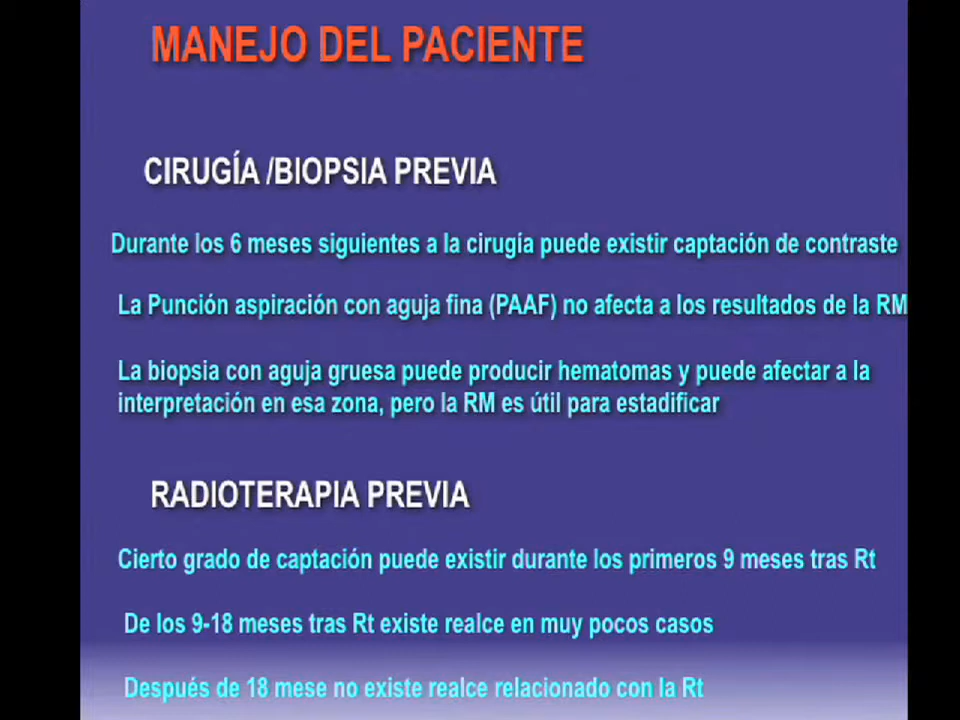 MANEJO DEL PACIENTE
CIRUGÍA /BIOPSIA PREVIA
Durante los 6 meses siguientes a la cirugía puede existir captación de contraste
La Punción aspiración con aguja fina (PAAF) no afecta a los resultados de la RM
La biopsia con aguja gruesa puede producir hematomas y puede afectar a la
interpretación en esa zona, pero la RM es útil para estadificar
RADIOTERAPIA PREVIA
Cierto grado de captación puede existir durante los primeros 9 meses tras Rt
De los 9-18 meses tras Rt existe realce en muy pocos casos
Después de 18 mese no existe realce relacionado con la Rt